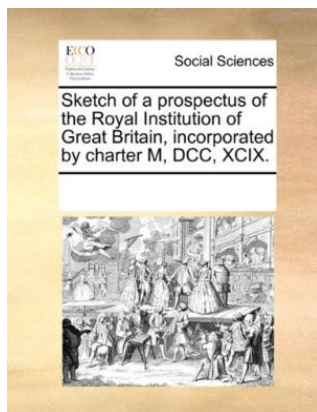 ECCO
Social Sciences
Sketch of a prospectus of
the Royal Institution of
Great Britain, incorporated
by charter M, DCC, XCIX.